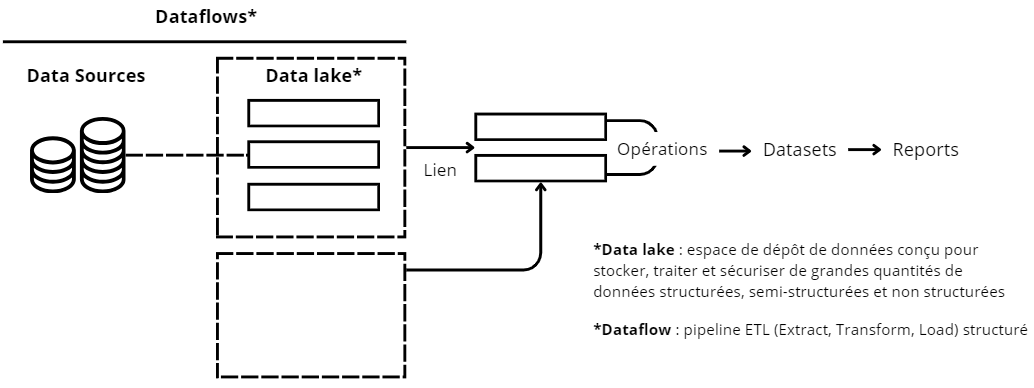 Dataflows*
Data Sources
Data lake*
Lien
Opérations
Datasets
Reports
*Data lake : espace de dépôt de données conçu pour
stocker, traiter et sécuriser de grandes quantités de
données structurées, semi-structurées et non structurées
*Dataflow : pipeline ETL (Extract, Transform, Load) structuré